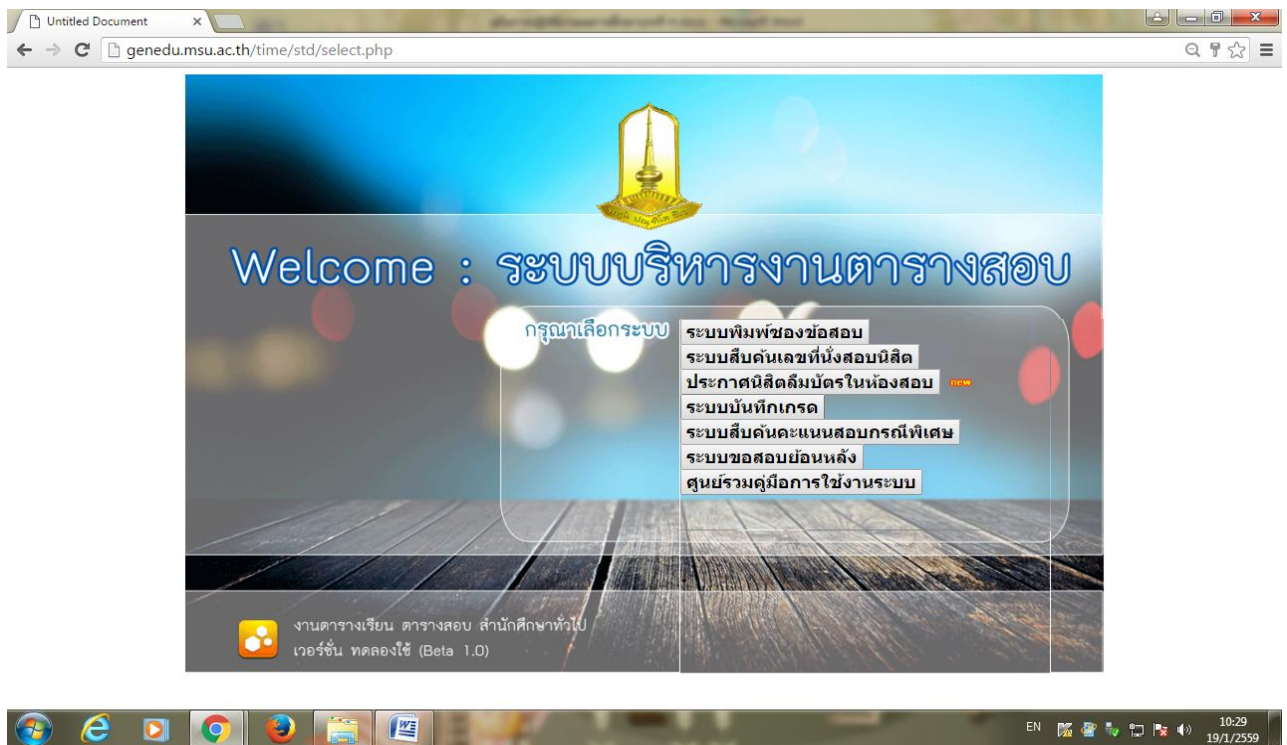 Untitled Document
genedu.msu.ac.th/time/std/select.php
Welcome : ระบบบริหารงานตารางสอบ
กรุณาเลือกระบบ
ระบบพิมพ์ซองข้อสอบ
ระบบสืบค้นเลขที่นั่งสอบนิสิต
ประกาศนิสิตลืมบัตรในห้องสอบ new
ระบบบันทึกเกรด
ระบบสืบค้นคะแนนสอบกรณีพิเศษ
ระบบขอสอบย้อนหลัง
ศูนย์รวมคู่มือการใช้งานระบบ
งานตารางเรียน ตารางสอบ สำนักศึกษาทั่วไป
เวอร์ชั่น ทดลองใช้ (Beta 1.0)
EN
10:29
19/1/2559